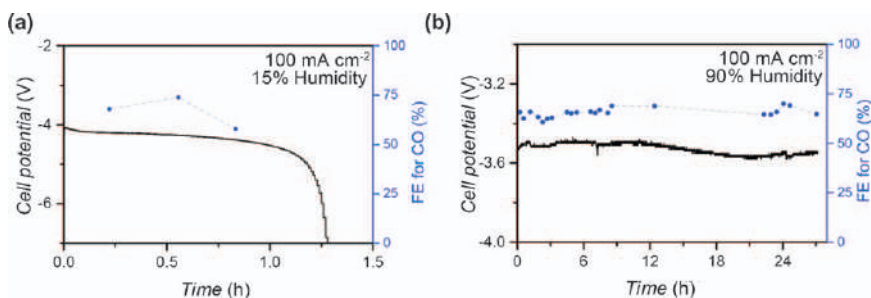 (a)
100 mA cm⁻²
15% Humidity
Cell potential (V)
-2
-4
-6
100
75
50
25
0
FE for CO (%)
0.0
0.5
1.0
1.5
Time (h)
(b)
100 mA cm⁻²
90% Humidity
Cell potential (V)
-3.2
-3.6
-4.0
100
75
50
25
0
FE for CO (%)
0
6
12
18
24
Time (h)